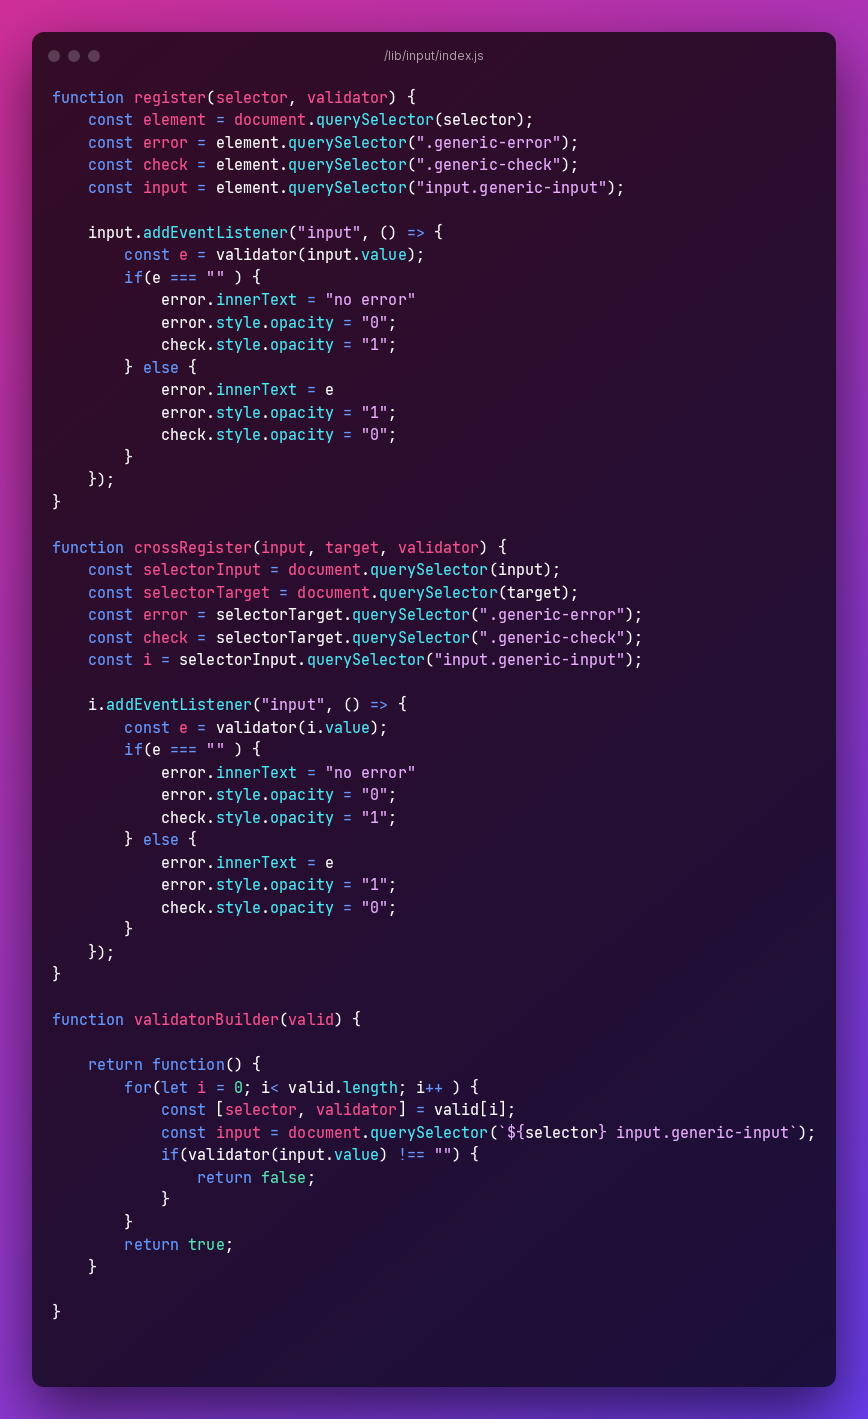 /lib/input/index.js
function register(selector, validator) {
    const element = document.querySelector(selector);
    const error = element.querySelector(".generic-error");
    const check = element.querySelector(".generic-check");
    const input = element.querySelector("input.generic-input");

    input.addEventListener("input", () => {
        const e = validator(input.value);
        if(e === "" ) {
            error.innerText = "no error"
            error.style.opacity = "0";
            check.style.opacity = "1";
        } else {
            error.innerText = e
            error.style.opacity = "1";
            check.style.opacity = "0";
        }
    });
}

function crossRegister(input, target, validator) {
    const selectorInput = document.querySelector(input);
    const selectorTarget = document.querySelector(target);
    const error = selectorTarget.querySelector(".generic-error");
    const check = selectorTarget.querySelector(".generic-check");
    const i = selectorInput.querySelector("input.generic-input");

    i.addEventListener("input", () => {
        const e = validator(i.value);
        if(e === "" ) {
            error.innerText = "no error"
            error.style.opacity = "0";
            check.style.opacity = "1";
        } else {
            error.innerText = e
            error.style.opacity = "1";
            check.style.opacity = "0";
        }
    });
}

function validatorBuilder(valid) {

    return function() {
        for(let i = 0; i< valid.length; i++ ) {
            const [selector, validator] = valid[i];
            const input = document.querySelector(`${selector} input.generic-input`);
            if(validator(input.value) !== "") {
                return false;
            }
        }
        return true;
    }

}